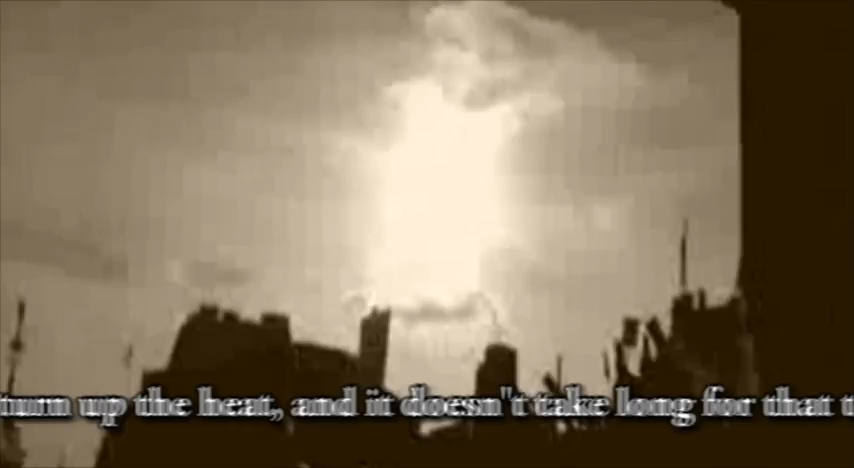 turn up the heat, and it doesn't take long for that t